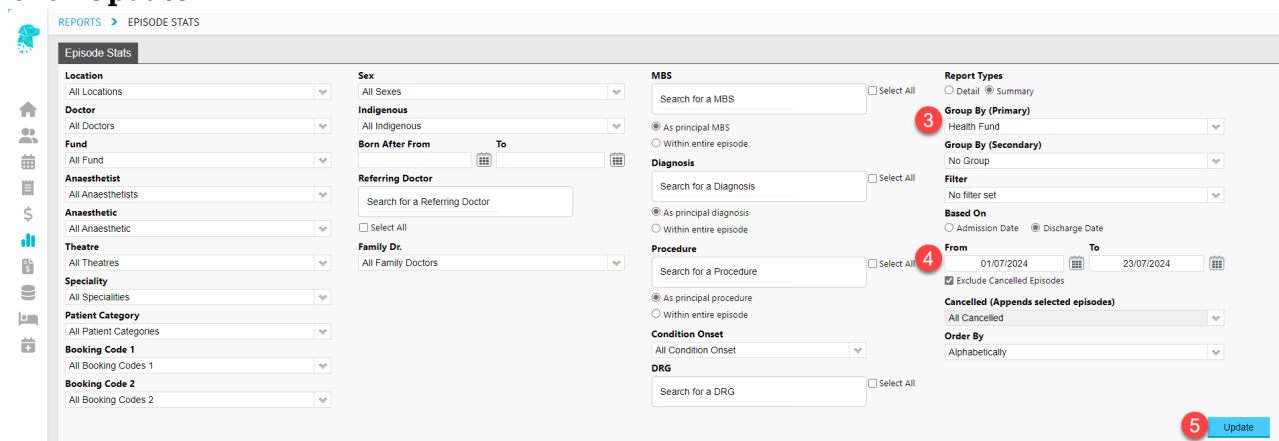 REPORTS > EPISODE STATS
Episode Stats
Location
All Locations
Doctor
All Doctors
Fund
All Fund
Anaesthetist
All Anaesthetists
Anaesthetic
All Anaesthetic
Theatre
All Theatres
Speciality
All Specialities
Patient Category
All Patient Categories
Booking Code 1
All Booking Codes 1
Booking Code 2
All Booking Codes 2
Sex
All Sexes
Indigenous
All Indigenous
Born After From To
Referring Doctor
Search for a Referring Doctor
Select All
Family Dr.
All Family Doctors
MBS
Search for a MBS
Select All
As principal MBS
Within entire episode
Diagnosis
Search for a Diagnosis
Select All
As principal diagnosis
Within entire episode
Procedure
Search for a Procedure
Select All
As principal procedure
Within entire episode
Condition Onset
All Condition Onset
DRG
Search for a DRG
Select All
Report Types
Detail Summary
3
Group By (Primary)
Health Fund
Group By (Secondary)
No Group
Filter
No filter set
Based On
Admission Date Discharge Date
4
From To
01/07/2024 23/07/2024
Exclude Cancelled Episodes
Cancelled (Appends selected episodes)
All Cancelled
Order By
Alphabetically
5 Update